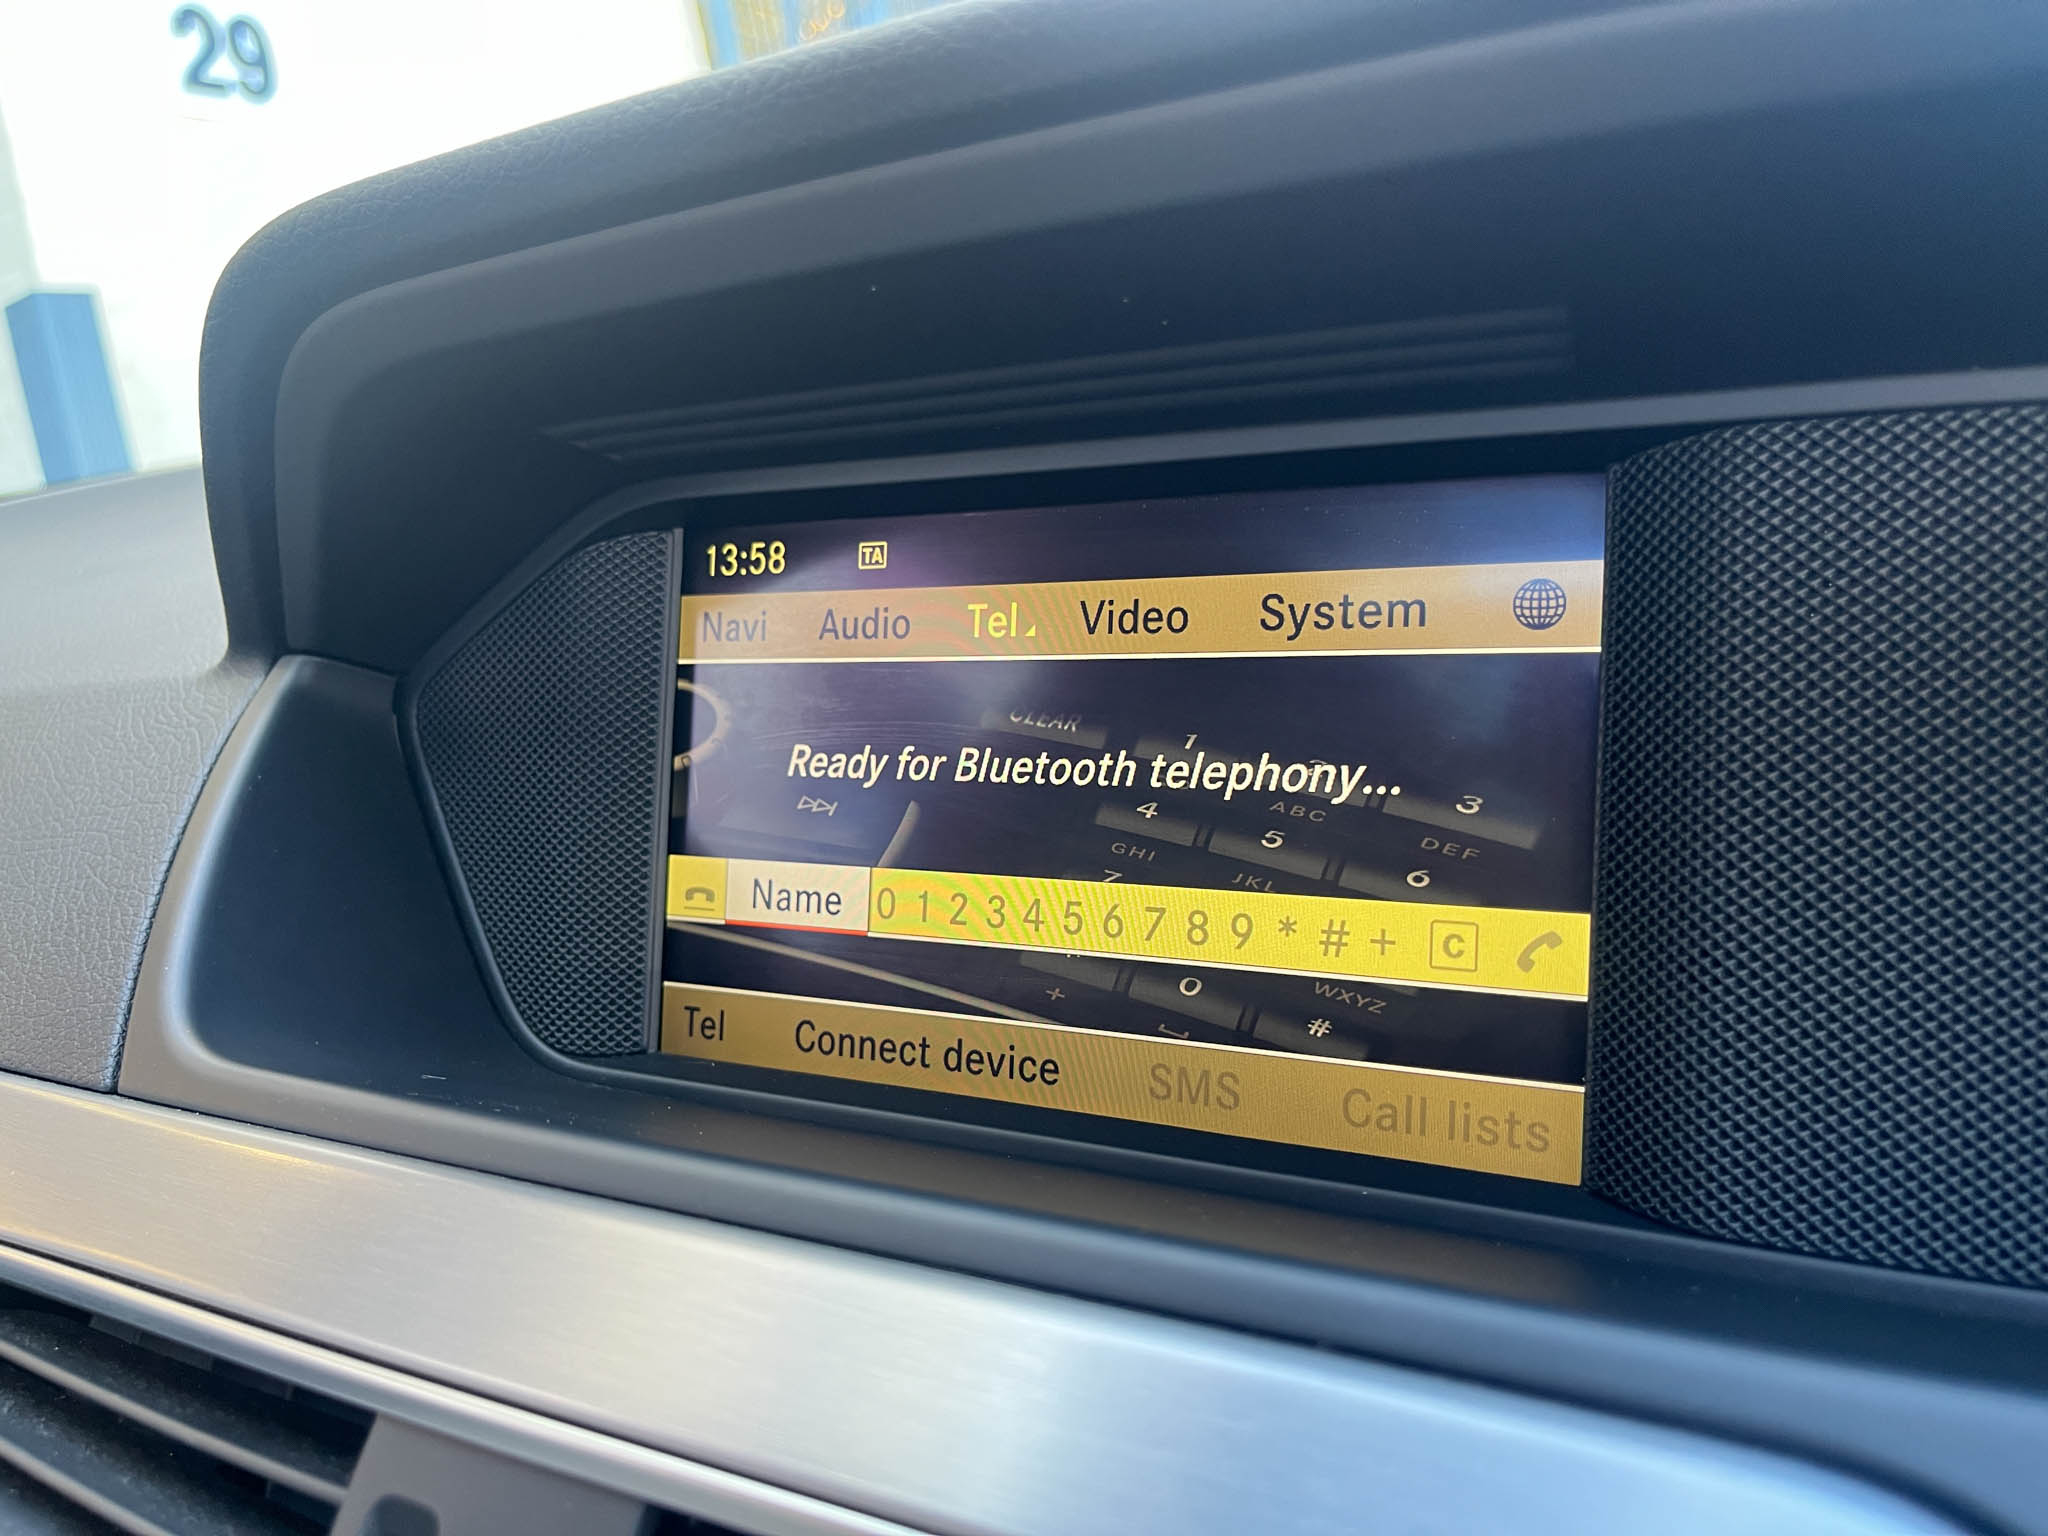 29
13:58 TA
Navi Audio Tel Video System
CLEAR
1
Ready for Bluetooth telephony...
4 ABC 3
GHI 5 DEF
7 JKL 6
Name 0 1 2 3 4 5 6 7 8 9 * # + C
+ 0 WXYZ
#
Tel Connect device SMS Call lists